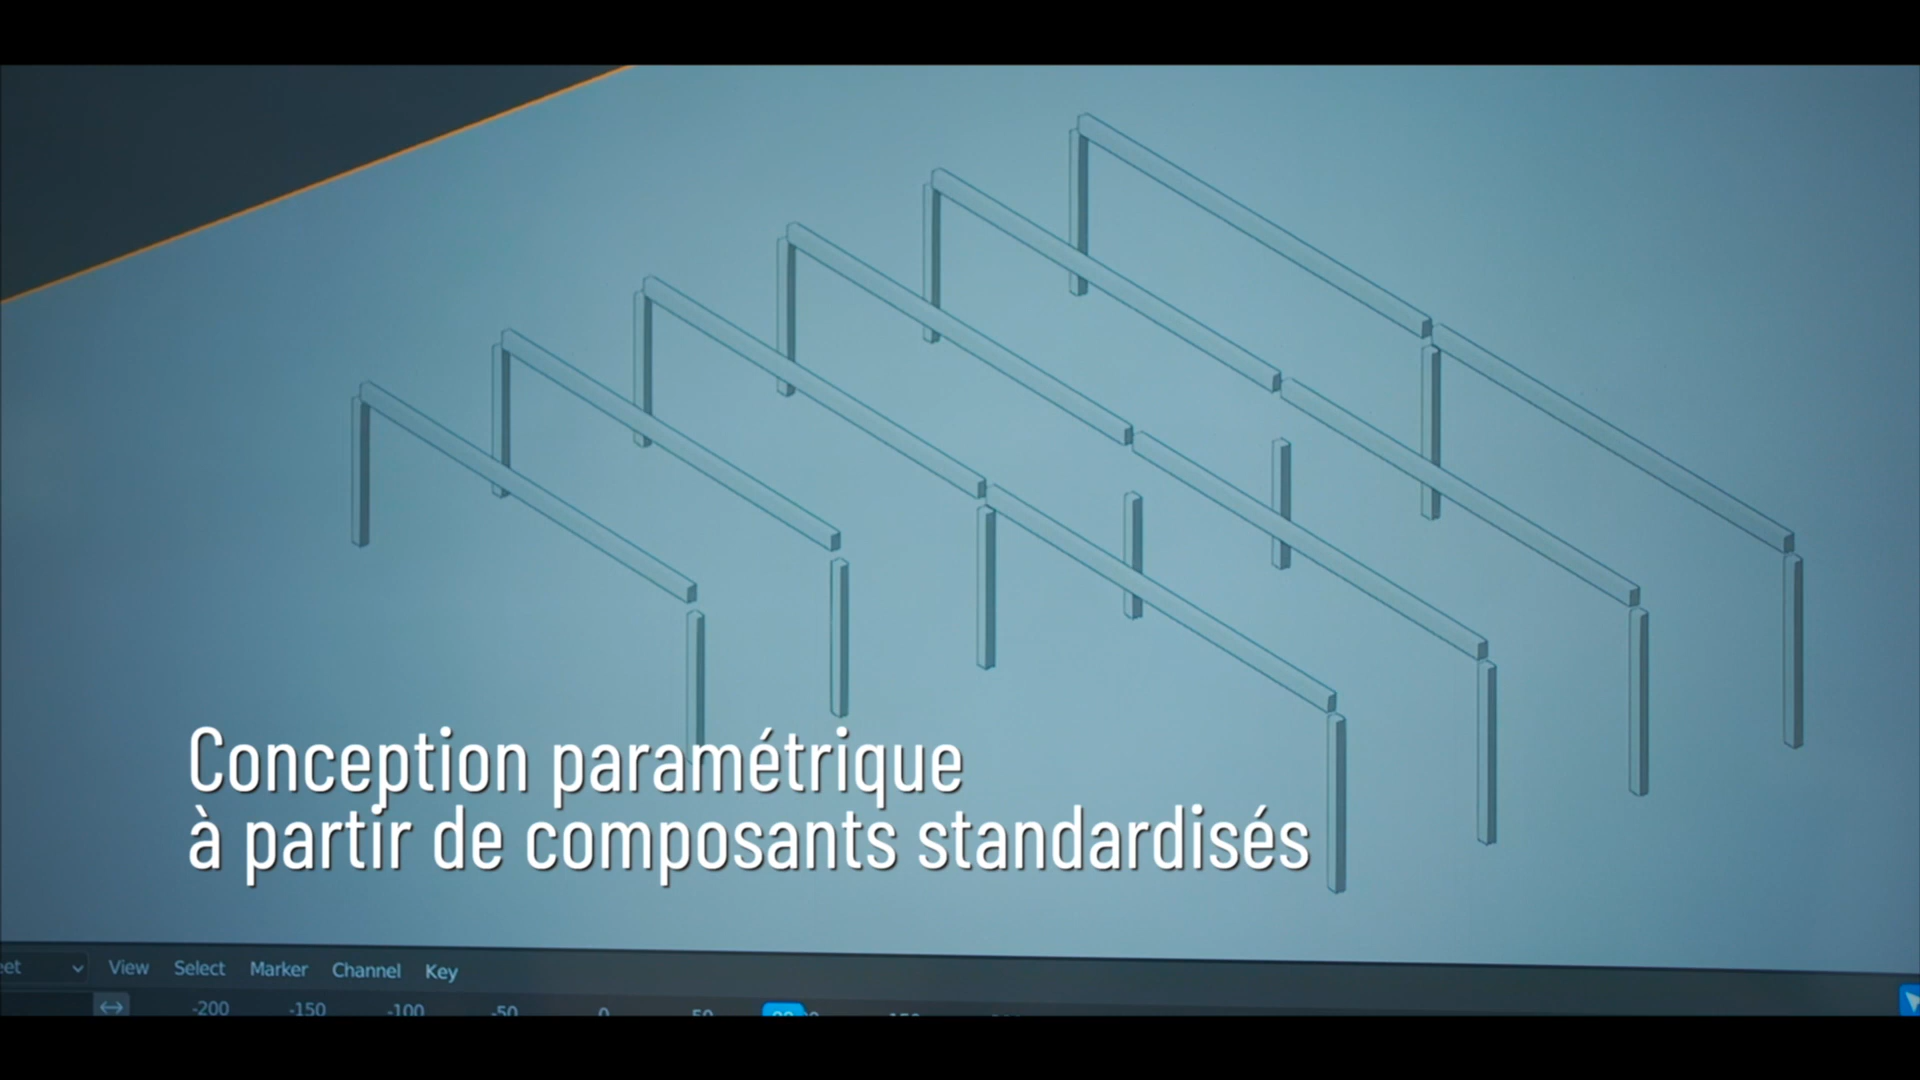 Conception paramétrique
à partir de composants standardisés
View Select Marker Channel Key
-200 -150 -100 -50 0 50